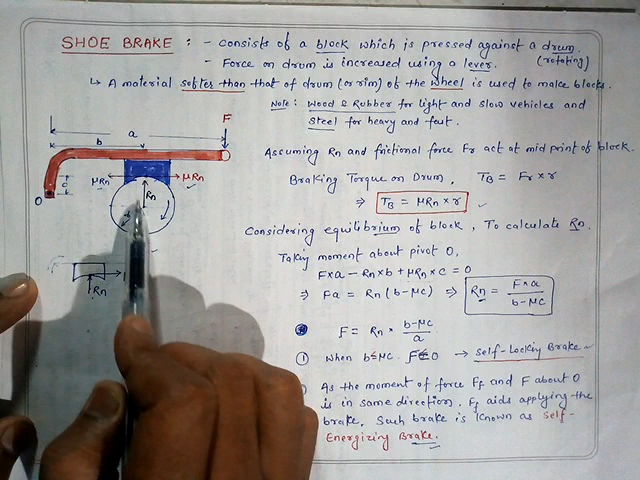 SHOE BRAKE : - Consists of a block which is pressed against a drum.
- Force on drum is increased using a lever. (rotating)
↳ A material softer than that of drum (or rim) of the wheel is used to make blocks.
Note: Wood & Rubber for light and slow vehicles and
steel for heavy and fast.
F
a
b
c
O
μRn
μRn
Rn
r
Assuming Rn and frictional force Fr act at mid print of block.
Braking Torque on Drum, TB = Fr × r
⇒ TB = μRn × r
Considering equilibrium of block, To calculate Rn.
Taking moment about pivot O,
F×a - Rn×b + μRn×c = 0
⇒ Fa = Rn (b-μc) ⇒ Rn = F×a / b-μc
Rn
F = Rn × b-μc / a
① When b≤μc. F≤0 → Self-Locking Brake
As the moment of force Ff and F about O
is in same direction. Ff aids applying the
brake. Such brake is known as Self-
Energizing Brake.